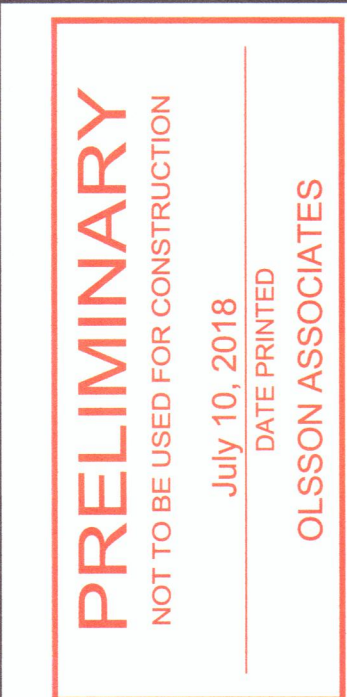 PRELIMINARY
NOT TO BE USED FOR CONSTRUCTION
July 10, 2018
DATE PRINTED
OLSSON ASSOCIATES